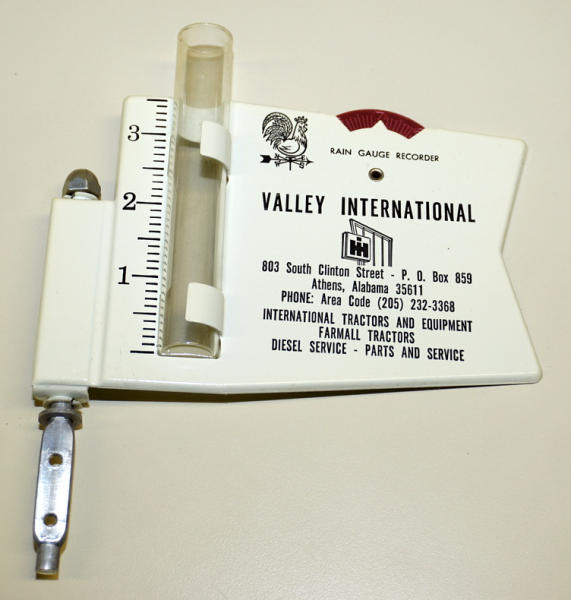 3
2
1
7
RAIN GAUGE RECORDER
VALLEY INTERNATIONAL
IH
803 South Clinton Street - P. O. Box 859
Athens, Alabama 35611
PHONE: Area Code (205) 232-3368
INTERNATIONAL TRACTORS AND EQUIPMENT
FARMALL TRACTORS
DIESEL SERVICE - PARTS AND SERVICE